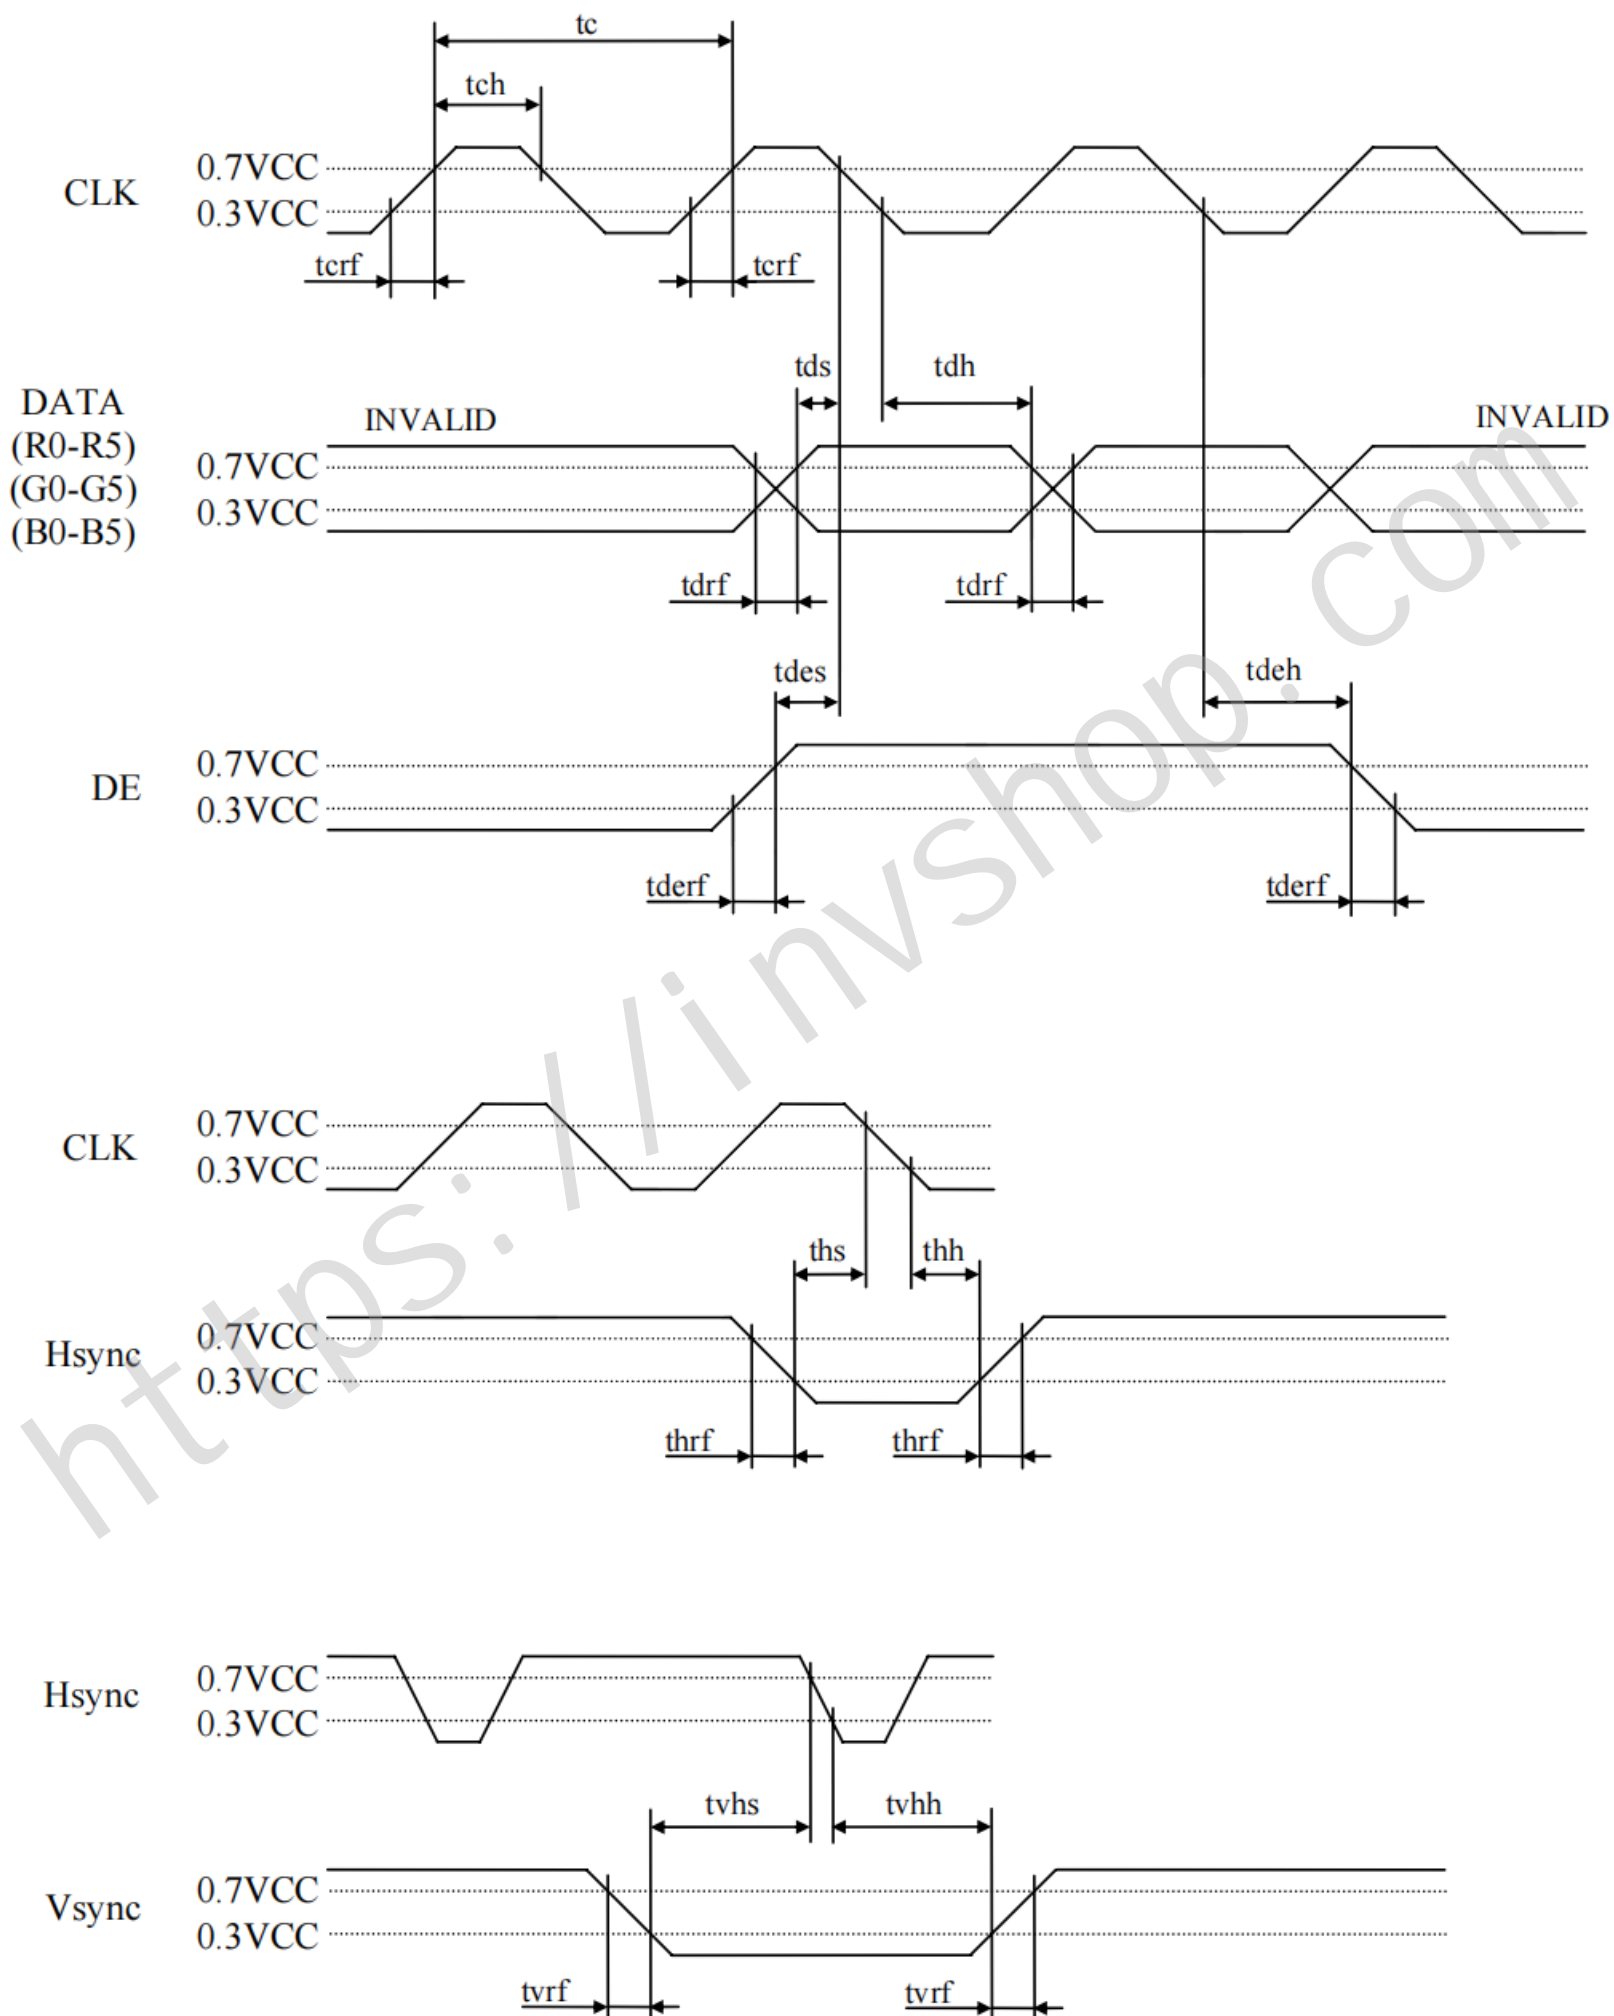 tc
tch
0.7VCC
CLK
0.3VCC
tcrf
tcrf
tds
tdh
DATA
(R0-R5)
(G0-G5)
(B0-B5)
INVALID
INVALID
0.7VCC
0.3VCC
tdrf
tdrf
tdes
tdeh
0.7VCC
DE
0.3VCC
tderf
tderf
0.7VCC
CLK
0.3VCC
ths
thh
0.7VCC
Hsync
0.3VCC
thrf
thrf
0.7VCC
Hsync
0.3VCC
tvhs
tvhh
0.7VCC
Vsync
0.3VCC
tvrf
tvrf
https://invshop.com